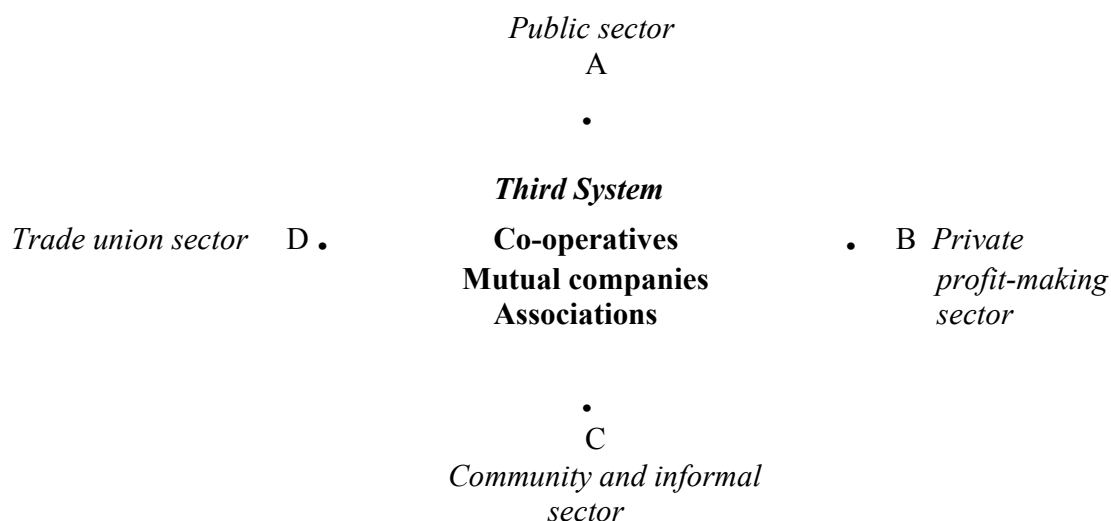 Public sector
A
Third System
Trade union sector D Co-operatives B Private
Mutual companies profit-making
Associations sector
C
Community and informal
sector